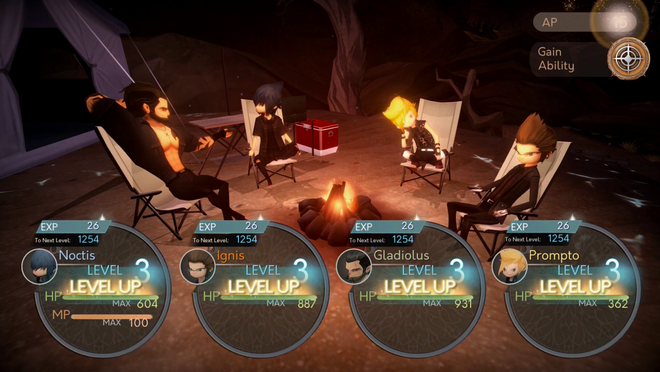 AP
Gain
Ability
EXP 26
To Next Level: 1254
Noctis
LEVEL 3
LEVEL UP
HP
MAX 604
MP
MAX 100
EXP 26
To Next Level: 1254
Ignis
LEVEL 3
LEVEL UP
HP
MAX 887
EXP 26
To Next Level: 1254
Gladiolus
LEVEL 3
LEVEL UP
HP
MAX 931
EXP 26
To Next Level: 1254
Prompto
LEVEL 3
LEVEL UP
HP
MAX 362